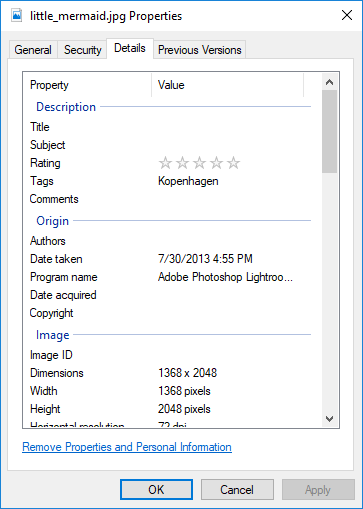 little_mermaid.jpg Properties
General Security Details Previous Versions
Property Value
Description
Title
Subject
Rating
Tags Kopenhagen
Comments
Origin
Authors
Date taken 7/30/2013 4:55 PM
Program name Adobe Photoshop Lightroo...
Date acquired
Copyright
Image
Image ID
Dimensions 1368 x 2048
Width 1368 pixels
Height 2048 pixels
Horizontal resolution 72 dpi
Remove Properties and Personal Information
OK Cancel Apply